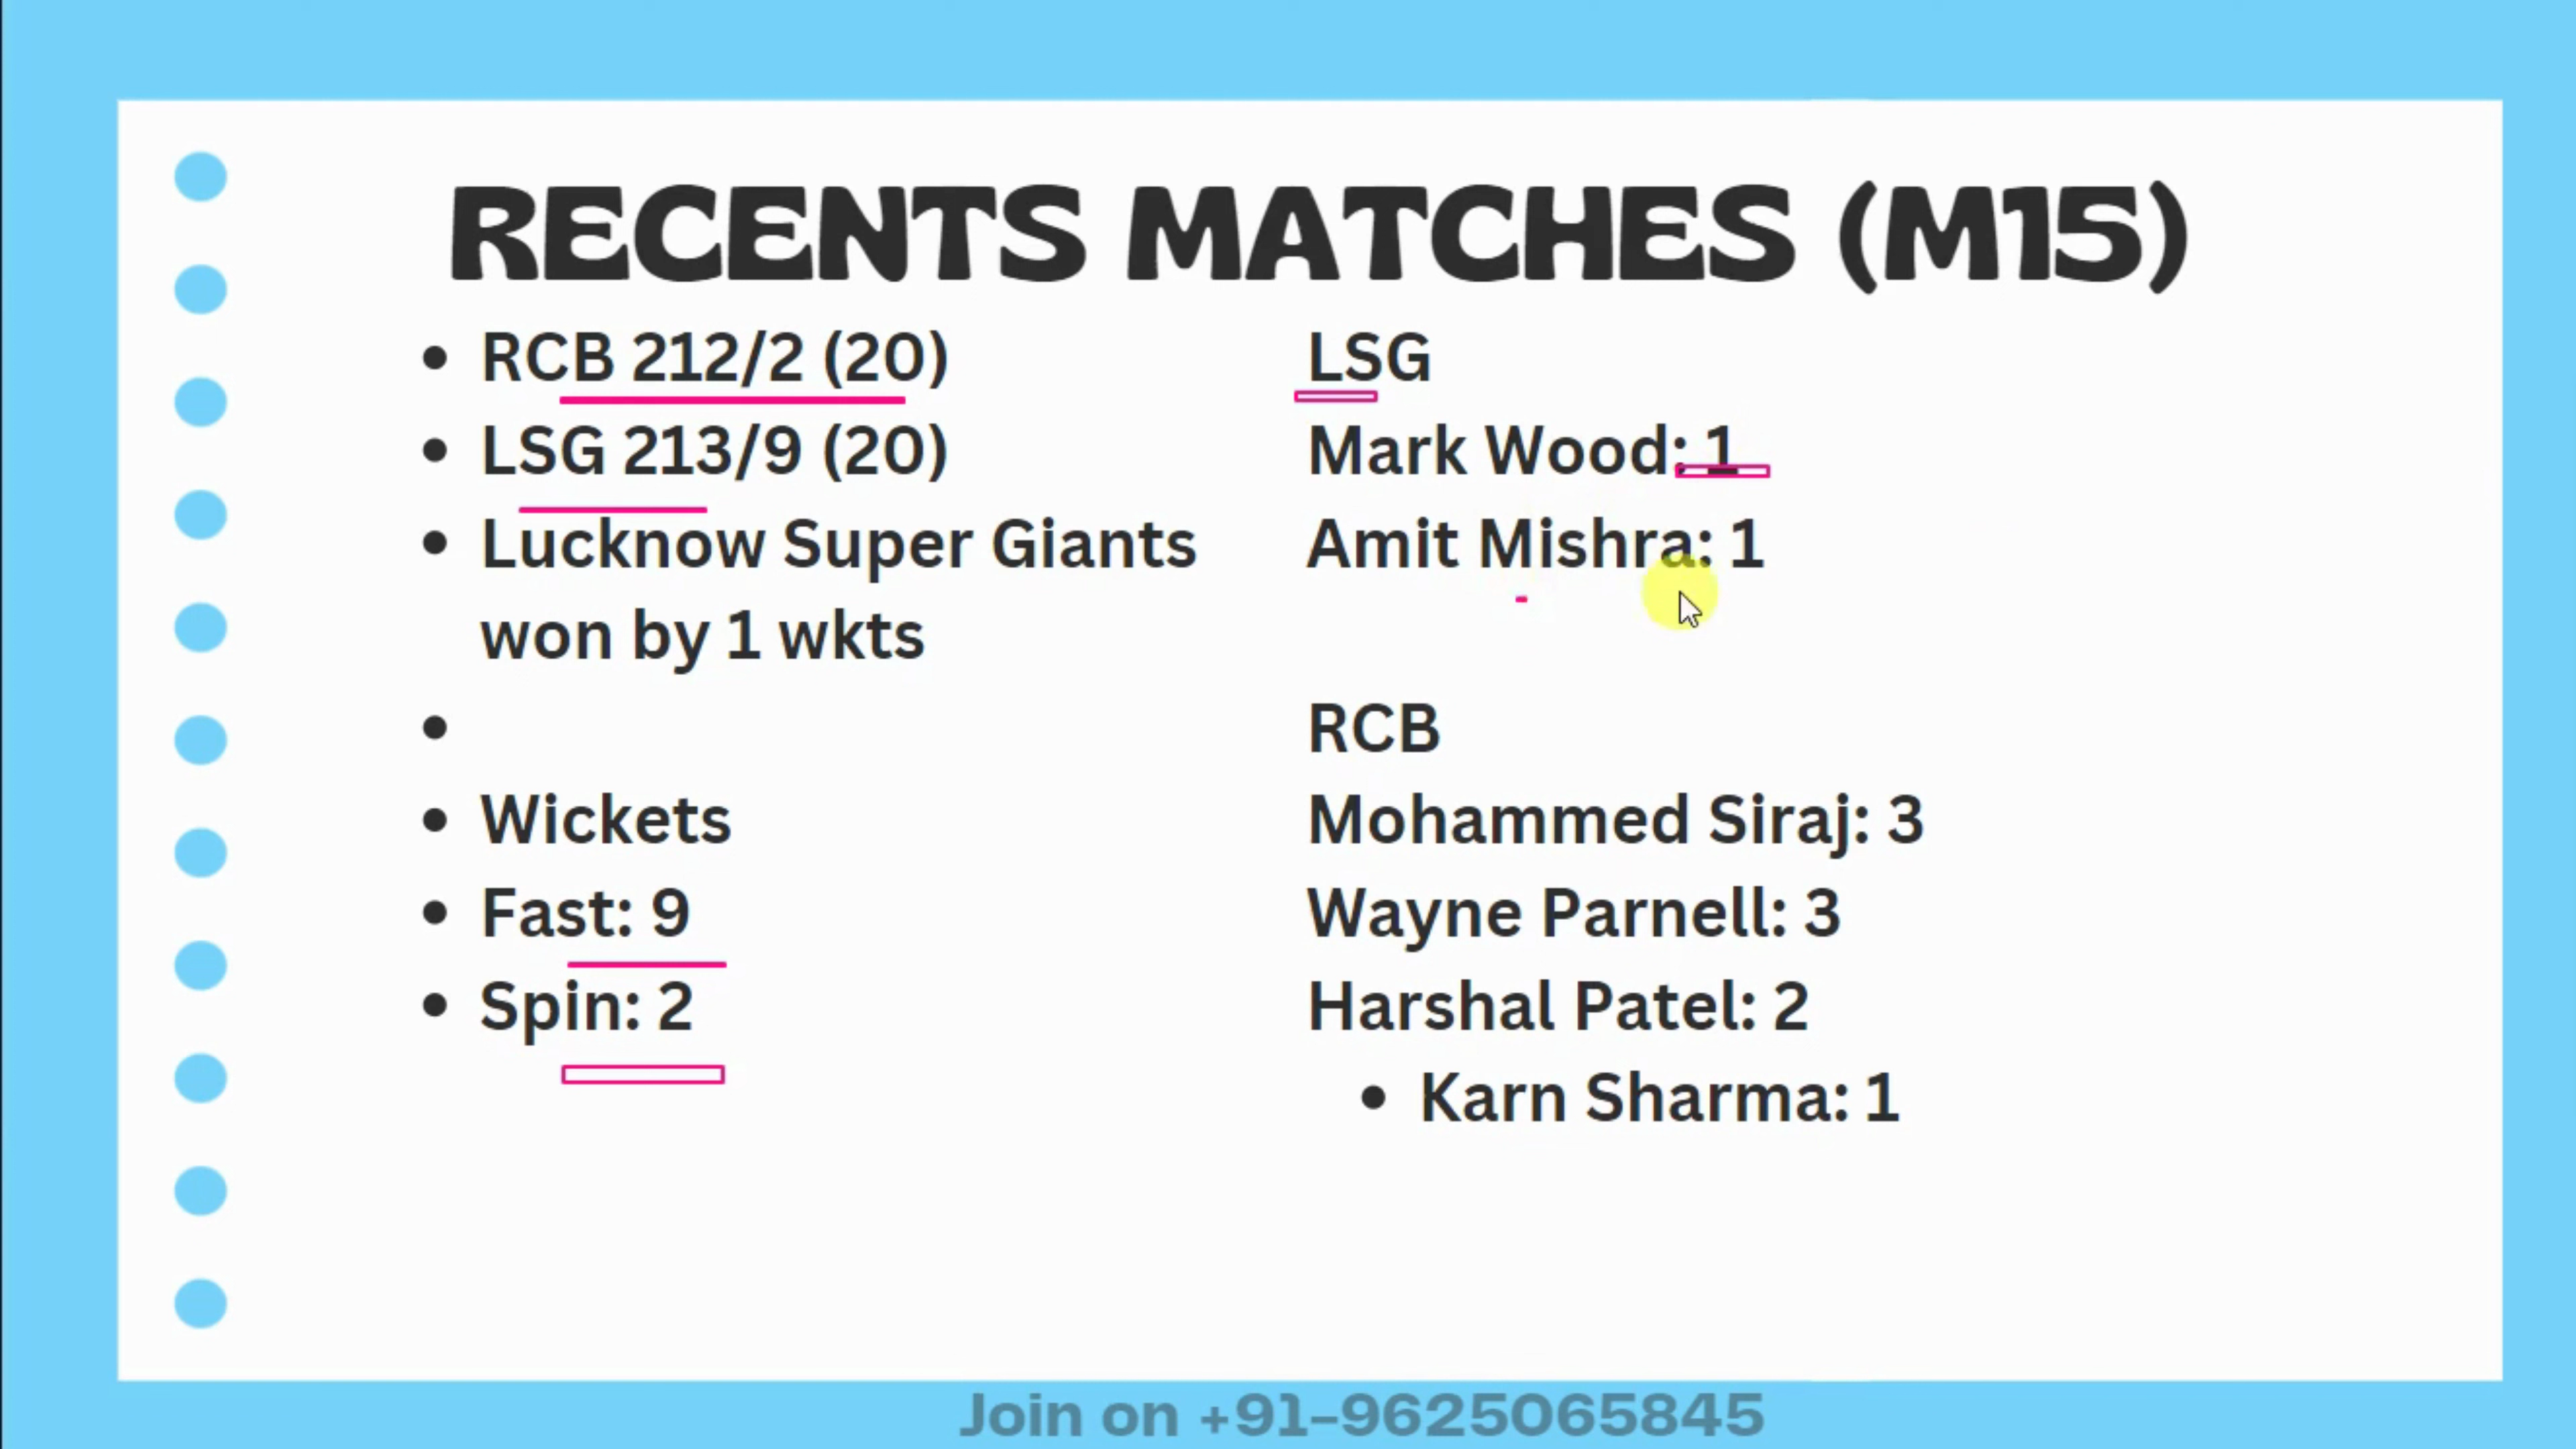 RECENTS MATCHES (M15)
• RCB 212/2 (20)
• LSG 213/9 (20)
• Lucknow Super Giants
won by 1 wkts
•
• Wickets
• Fast: 9
• Spin: 2
LSG
Mark Wood: 1
Amit Mishra: 1
RCB
Mohammed Siraj: 3
Wayne Parnell: 3
Harshal Patel: 2
• Karn Sharma: 1
Join on +91-9625065845